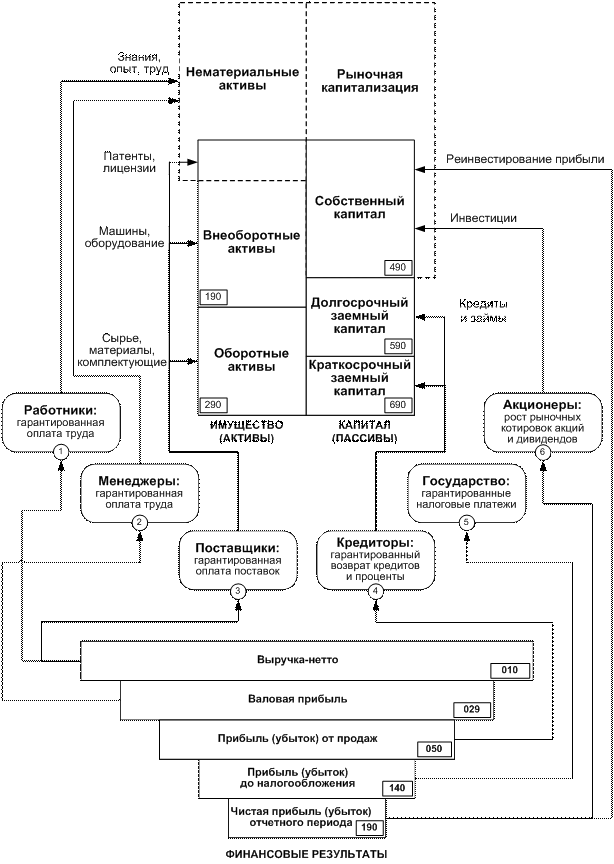 Знания,
опыт, труд
Нематериальные
активы
Рыночная
капитализация
Патенты,
лицензии
Реинвестирование прибыли
Собственный
капитал
Инвестиции
490
Машины,
оборудование
Внеоборотные
активы
190
Долгосрочный
заемный
капитал
590
Кредиты
и займы
Сырье,
материалы,
комплектующие
Оборотные
активы
290
Краткосрочный
заемный
капитал
690
ИМУЩЕСТВО
(АКТИВЫ)
КАПИТАЛ
(ПАССИВЫ)
Работники:
гарантированная
оплата труда
1
Акционеры:
рост рыночных
котировок акций
и дивидендов
6
Менеджеры:
гарантированная
оплата труда
2
Государство:
гарантированные
налоговые платежи
5
Поставщики:
гарантированная
оплата поставок
3
Кредиторы:
гарантированный
возврат кредитов
и проценты
4
Выручка-нетто
010
Валовая прибыль
029
Прибыль (убыток) от продаж
050
Прибыль (убыток)
до налогообложения
140
Чистая прибыль (убыток)
отчетного периода
190
ФИНАНСОВЫЕ РЕЗУЛЬТАТЫ